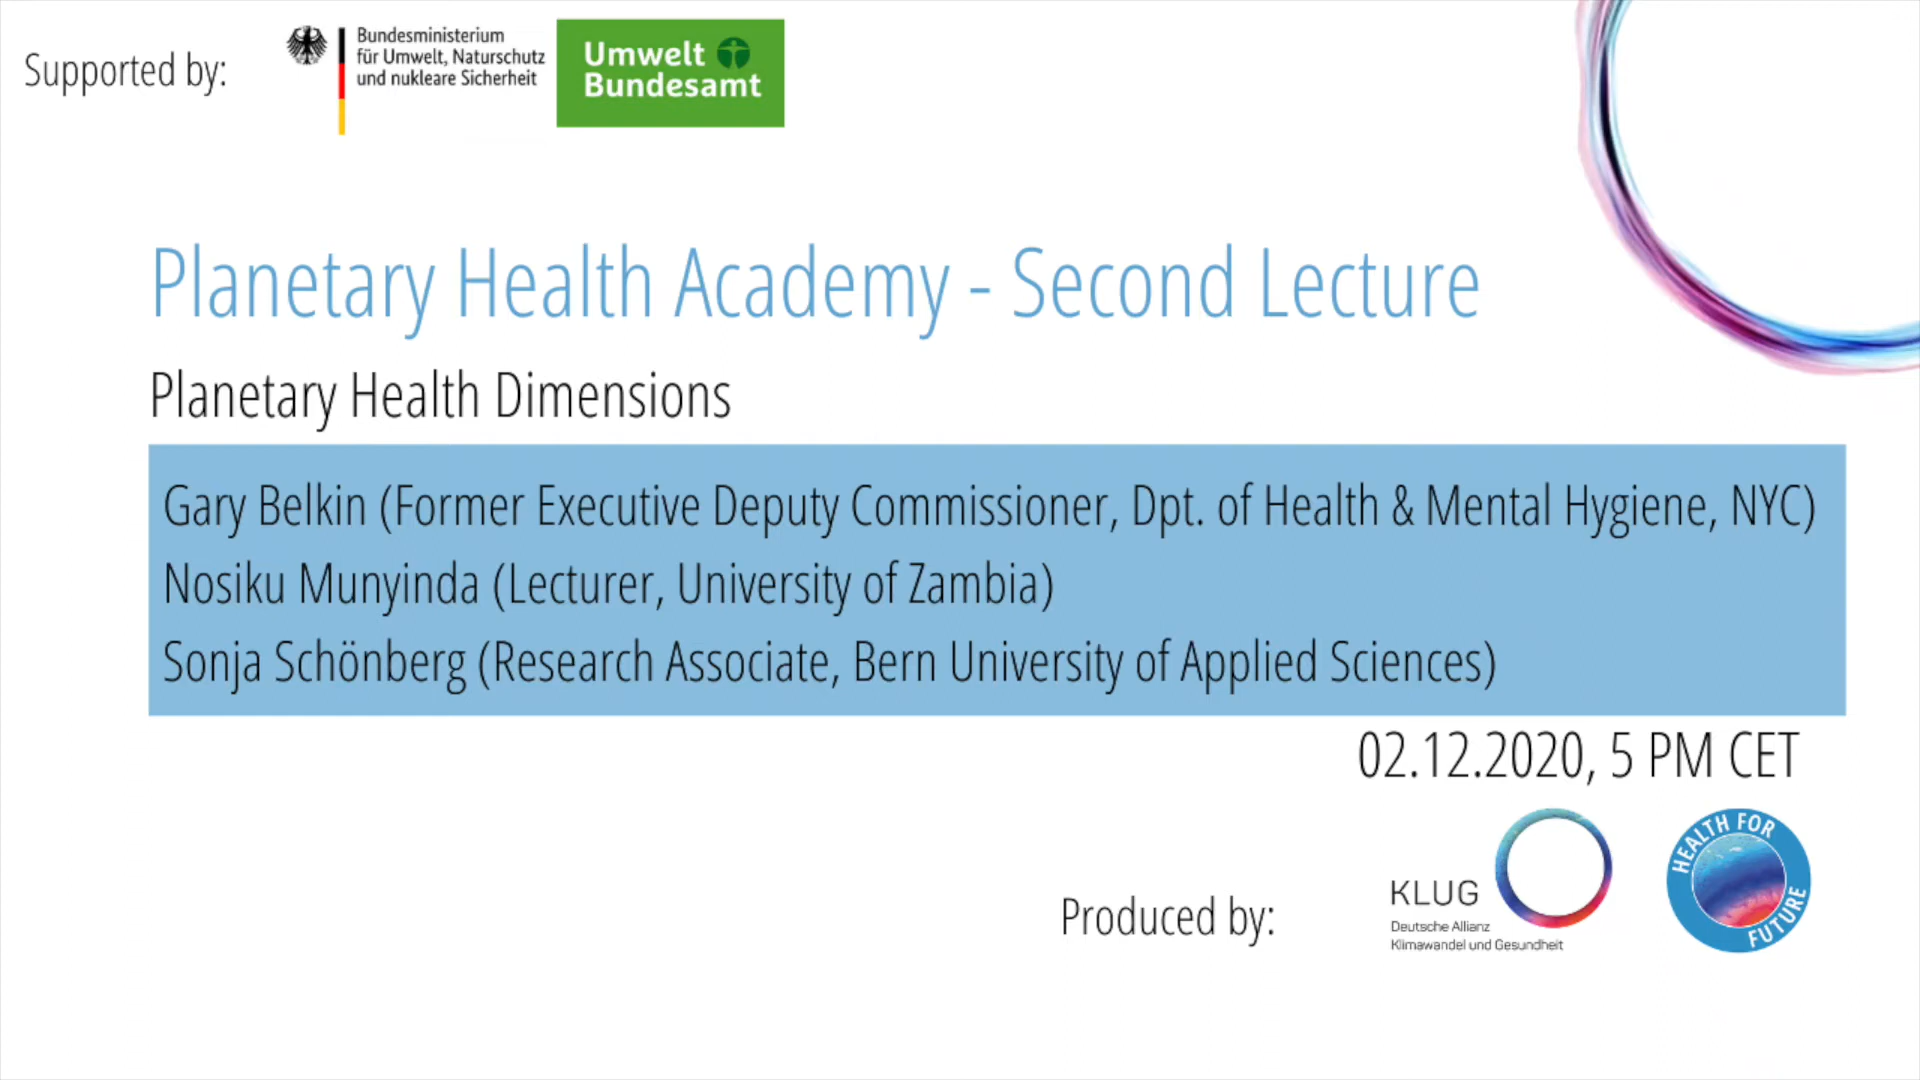 Supported by:
Bundesministerium
für Umwelt, Naturschutz
und nukleare Sicherheit
Umwelt
Bundesamt
Planetary Health Academy - Second Lecture
Planetary Health Dimensions
Gary Belkin (Former Executive Deputy Commissioner, Dpt. of Health & Mental Hygiene, NYC)
Nosiku Munyinda (Lecturer, University of Zambia)
Sonja Schönberg (Research Associate, Bern University of Applied Sciences)
02.12.2020, 5 PM CET
Produced by:
KLUG
Deutsche Allianz
Klimawandel und Gesundheit
HEALTH FOR
FUTURE